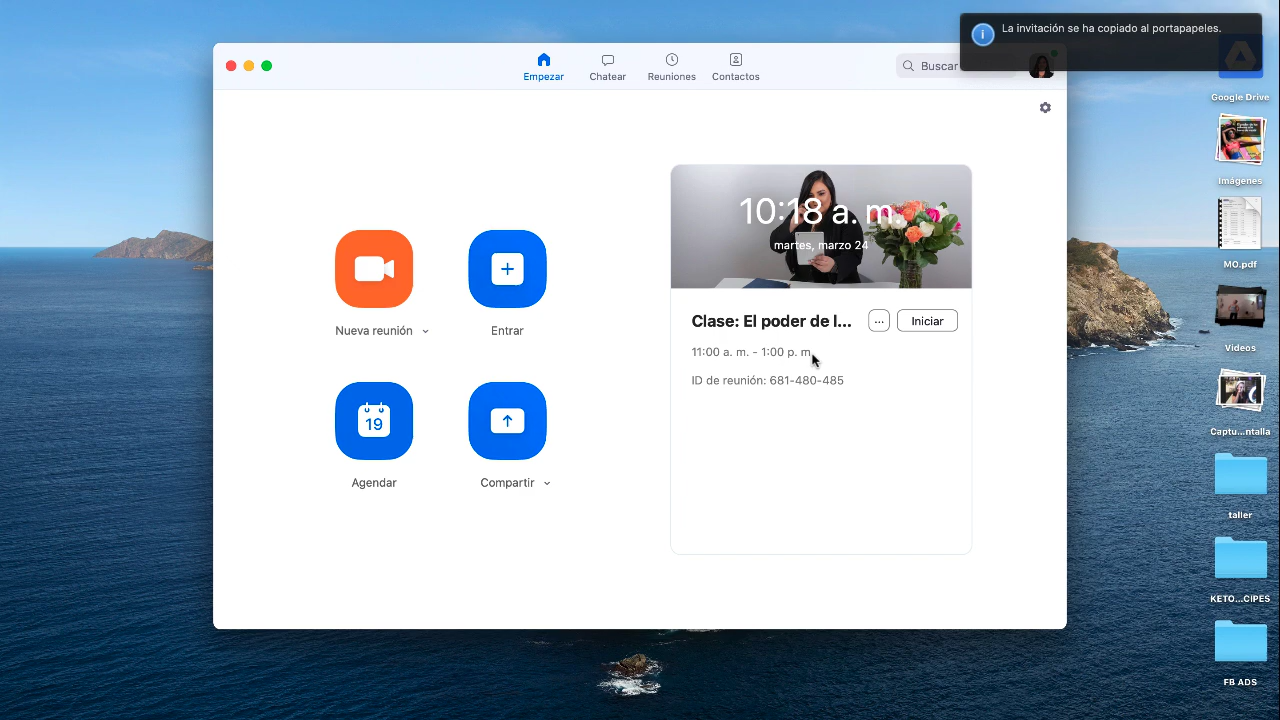 La invitación se ha copiado al portapapeles.
Empezar
Chatear
Reuniones
Contactos
Buscar
10:18 a. m.
martes, marzo 24
Nueva reunión
Entrar
Clase: El poder de l...
...
Iniciar
11:00 a. m. - 1:00 p. m.
ID de reunión: 681-480-485
19
Agendar
Compartir
Google Drive
Imágenes
MO.pdf
Videos
Captu...ntalla
taller
KETO...CIPES
FB ADS